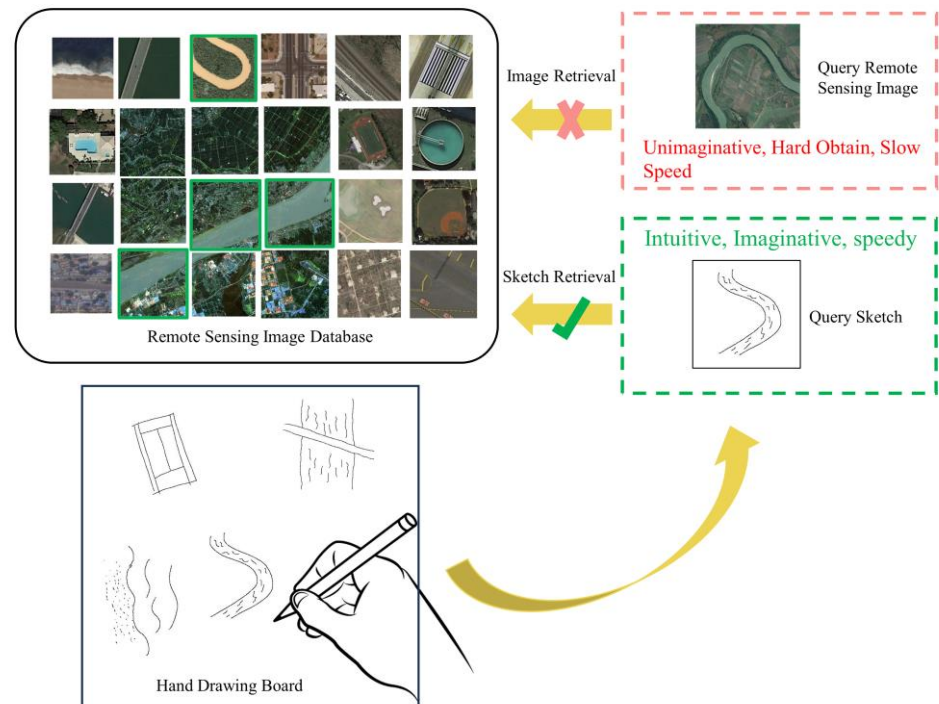 Image Retrieval
Query Remote
Sensing Image
Unimaginative, Hard Obtain, Slow
Speed
Intuitive, Imaginative, speedy
Sketch Retrieval
Query Sketch
Remote Sensing Image Database
Hand Drawing Board